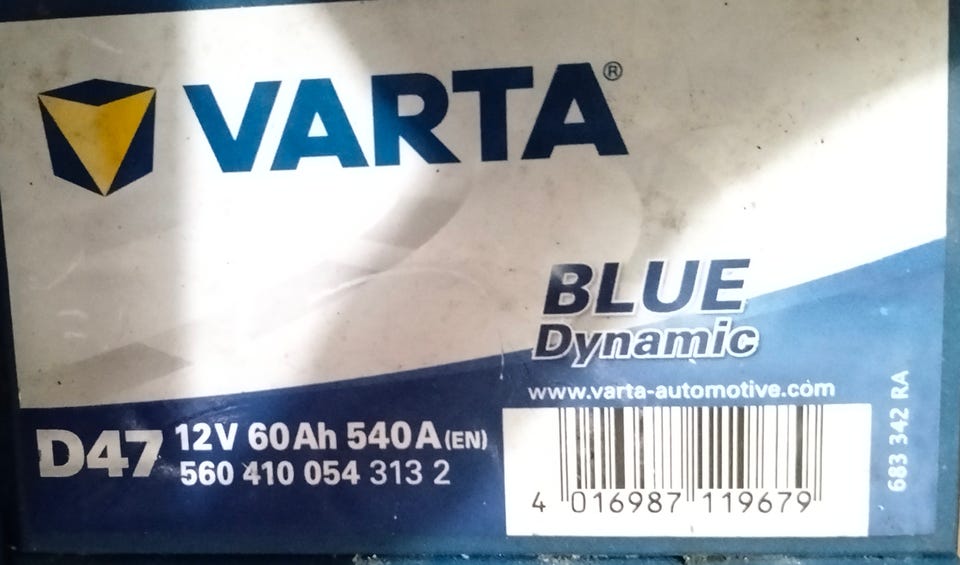 VARTA®
BLUE
Dynamic
www.varta-automotive.com
D47 12V 60Ah 540A (EN)
560 410 054 313 2
4 016987 119679
683 342 RA